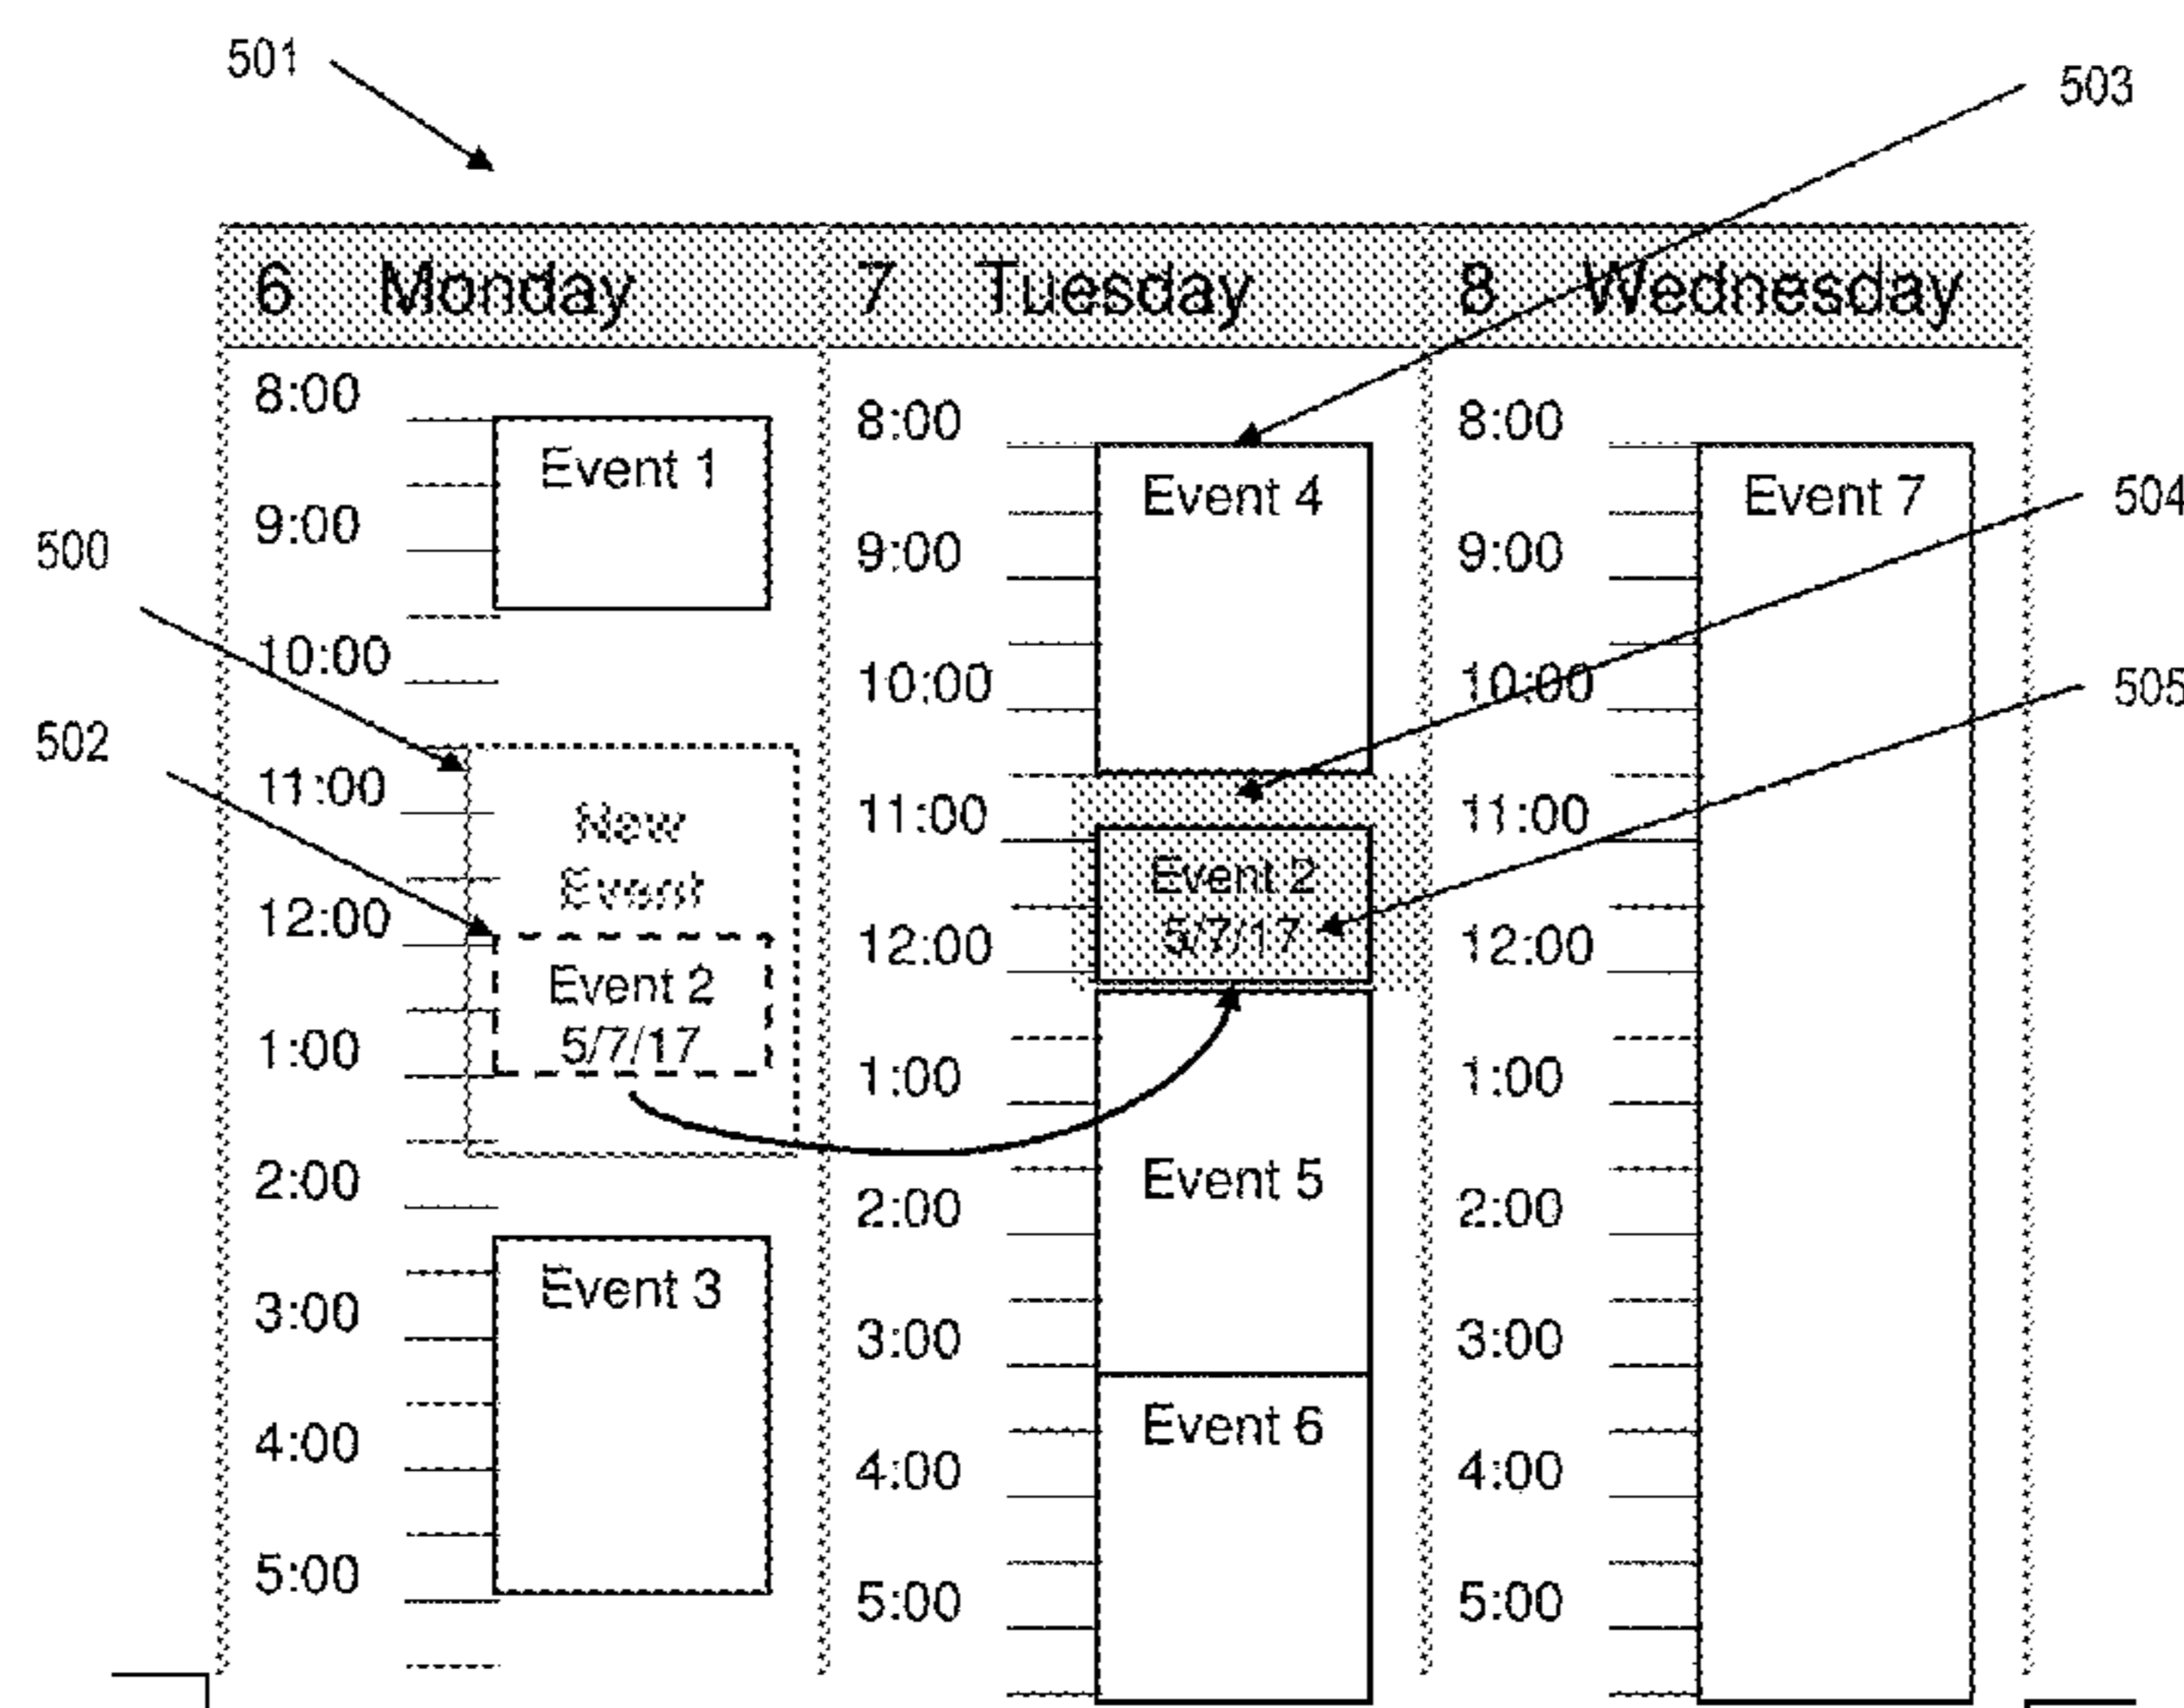 501
503
6 Monday
7 Tuesday
8 Wednesday
500
502
8:00
9:00
10:00
11:00
12:00
1:00
2:00
3:00
4:00
5:00
Event 1
New
Event
Event 2
5/7/17
Event 3
8:00
9:00
10:00
11:00
12:00
1:00
2:00
3:00
4:00
5:00
Event 4
Event 2
5/7/17
Event 5
Event 6
8:00
9:00
10:00
11:00
12:00
1:00
2:00
3:00
4:00
5:00
Event 7
504
505